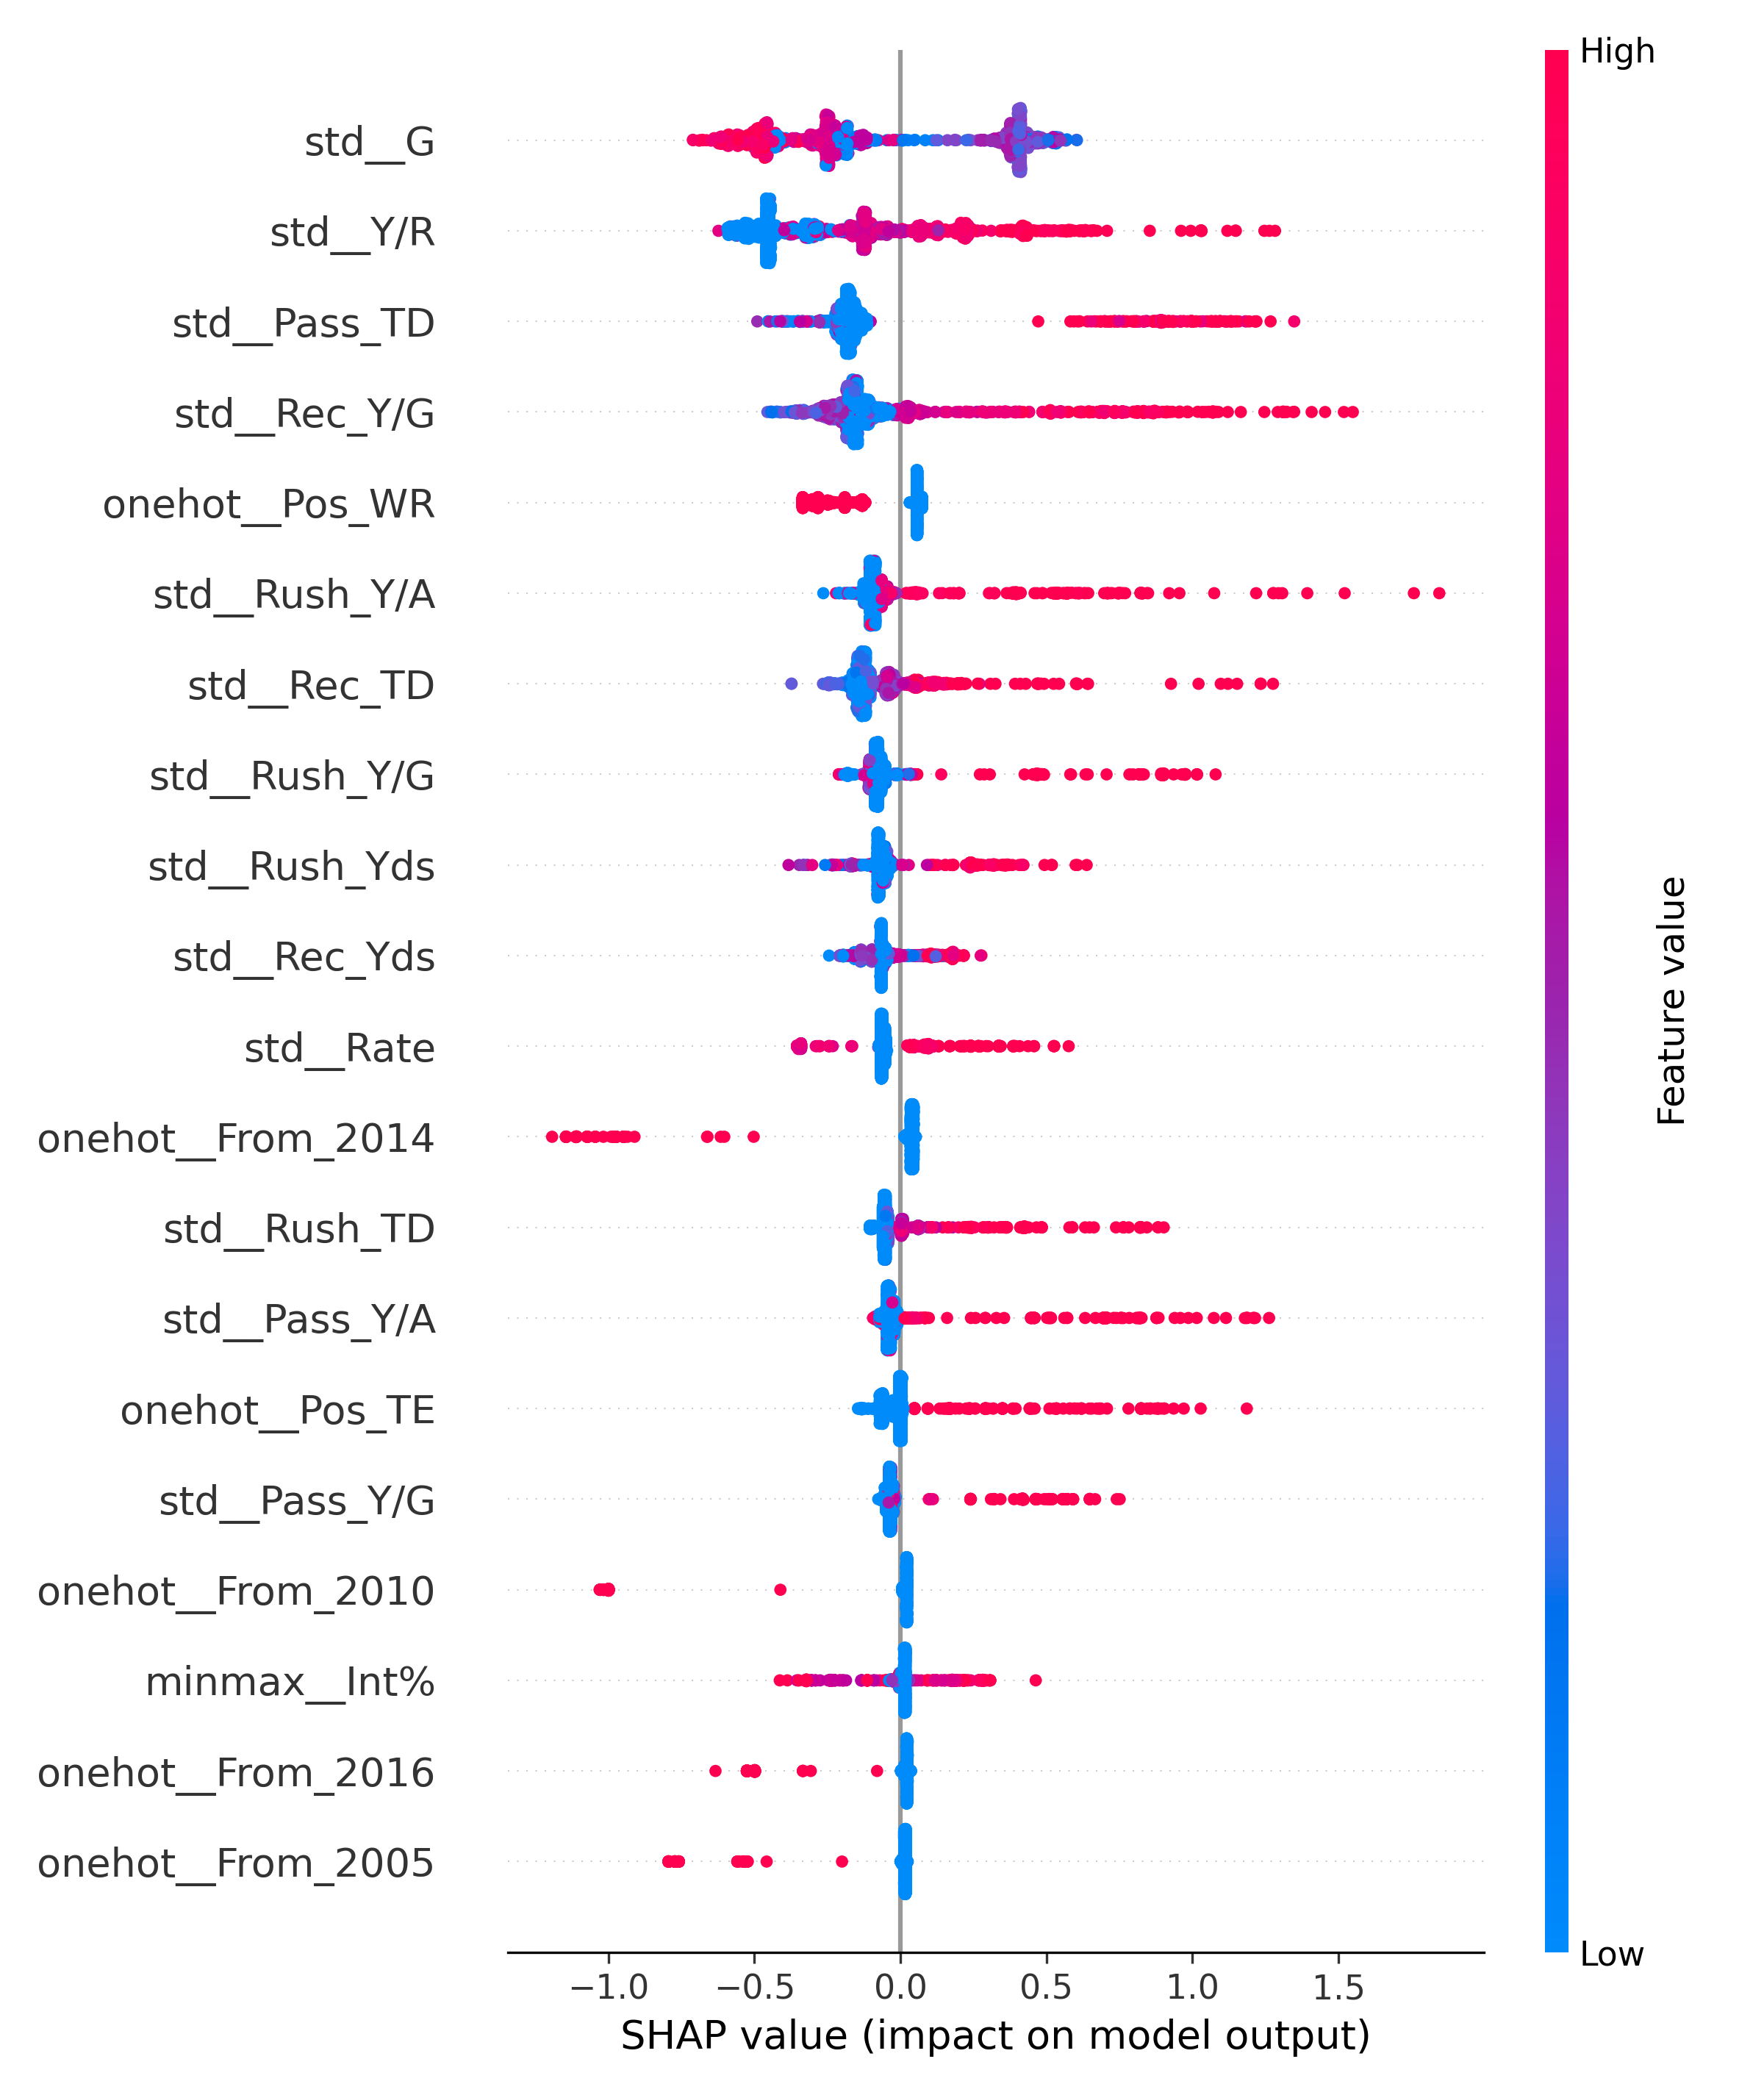 High
std__G
std__Y/R
std__Pass_TD
std__Rec_Y/G
onehot__Pos_WR
std__Rush_Y/A
std__Rec_TD
std__Rush_Y/G
std__Rush_Yds
std__Rec_Yds
std__Rate
onehot__From_2014
std__Rush_TD
std__Pass_Y/A
onehot__Pos_TE
std__Pass_Y/G
onehot__From_2010
minmax__Int%
onehot__From_2016
onehot__From_2005
Feature value
Low
−1.0 −0.5 0.0 0.5 1.0 1.5
SHAP value (impact on model output)